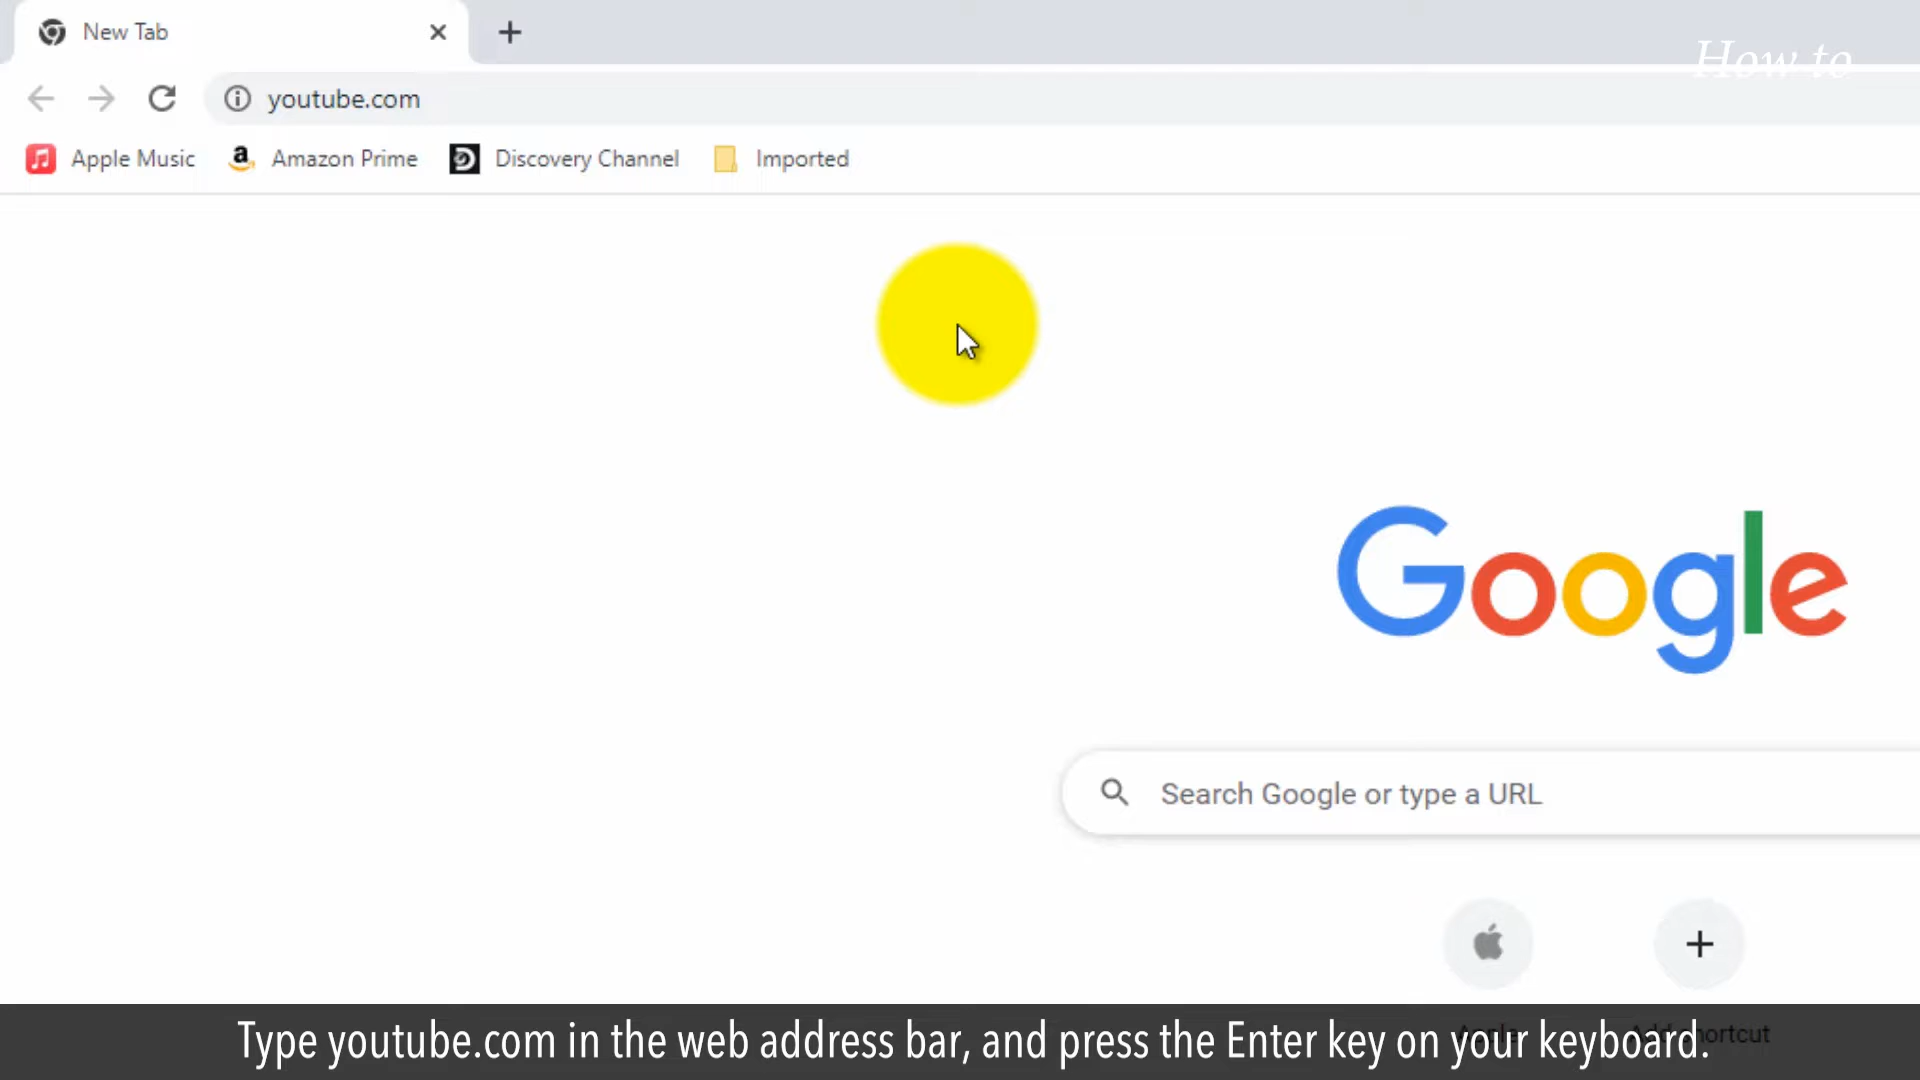 New Tab
How to
youtube.com
Apple Music
Amazon Prime
Discovery Channel
Imported
Google
Search Google or type a URL
Type youtube.com in the web address bar, and press the Enter key on your keyboard.